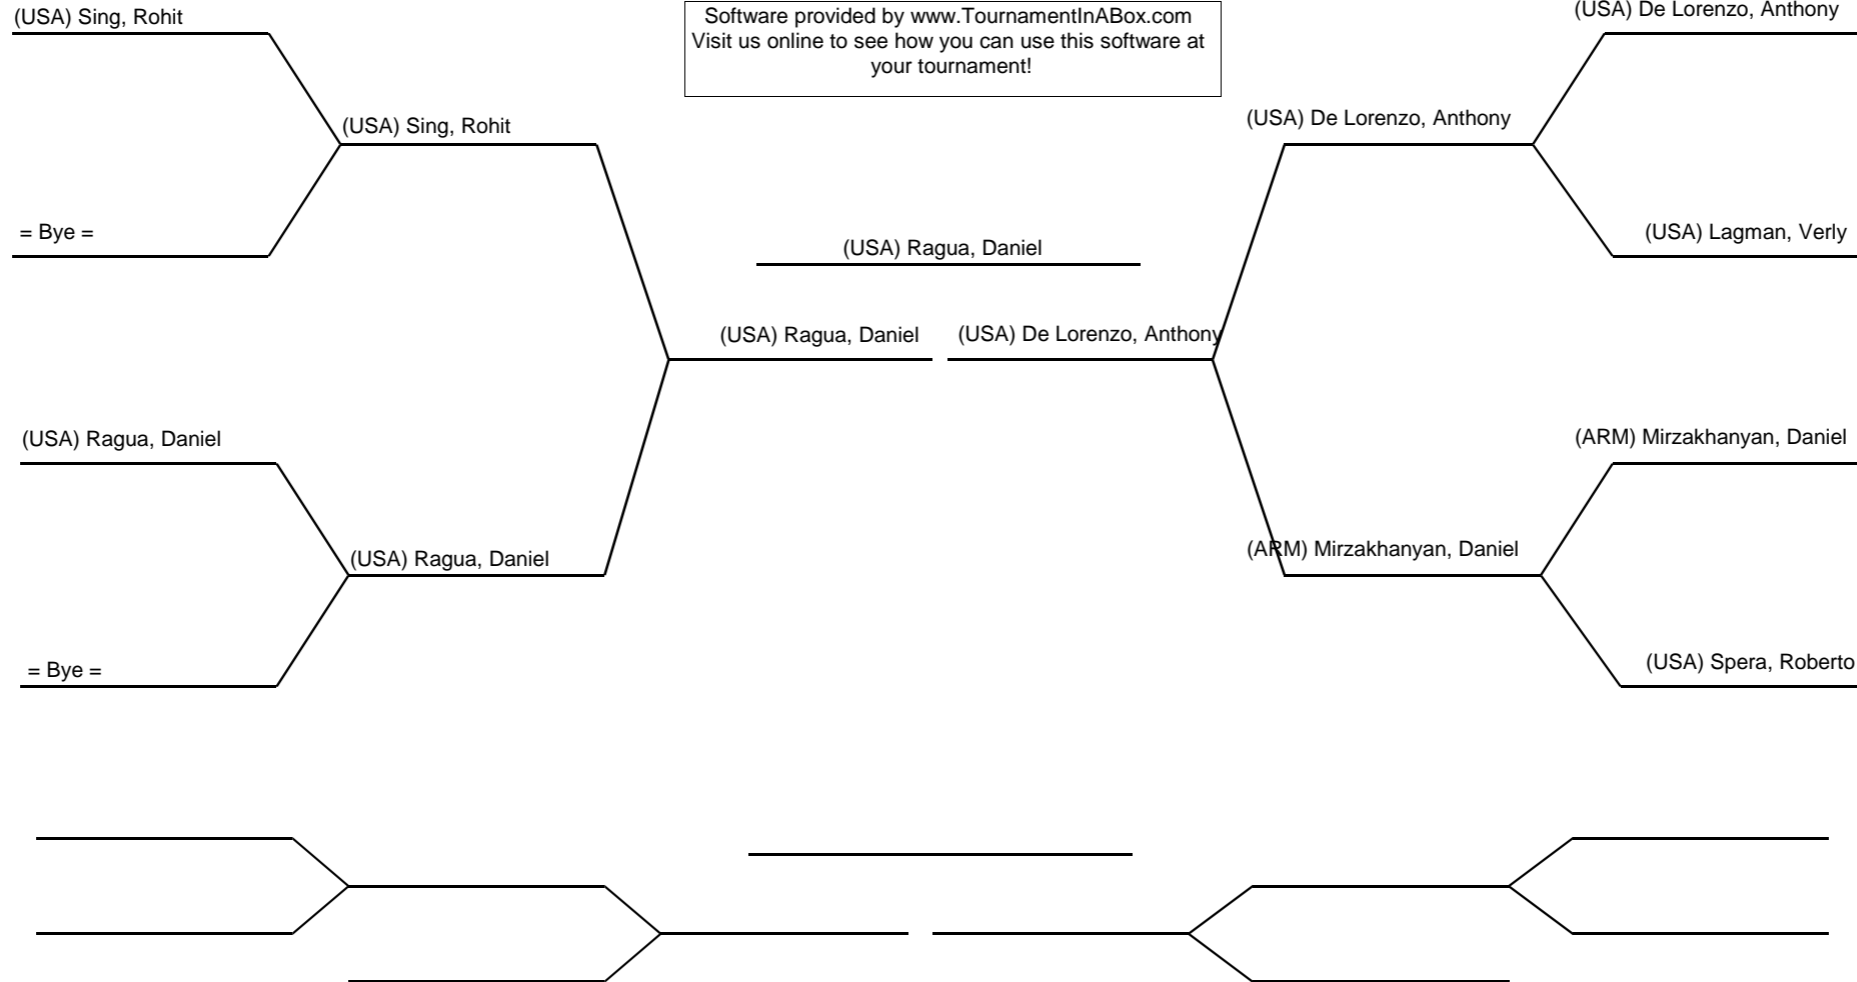 (USA) Sing, Rohit
Software provided by www.TournamentInABox.com
Visit us online to see how you can use this software at
your tournament!
(USA) De Lorenzo, Anthony
(USA) Sing, Rohit
(USA) De Lorenzo, Anthony
= Bye =
(USA) Ragua, Daniel
(USA) Lagman, Verly
(USA) Ragua, Daniel
(USA) De Lorenzo, Anthony
(USA) Ragua, Daniel
(ARM) Mirzakhanyan, Daniel
(USA) Ragua, Daniel
(ARM) Mirzakhanyan, Daniel
= Bye =
(USA) Spera, Roberto